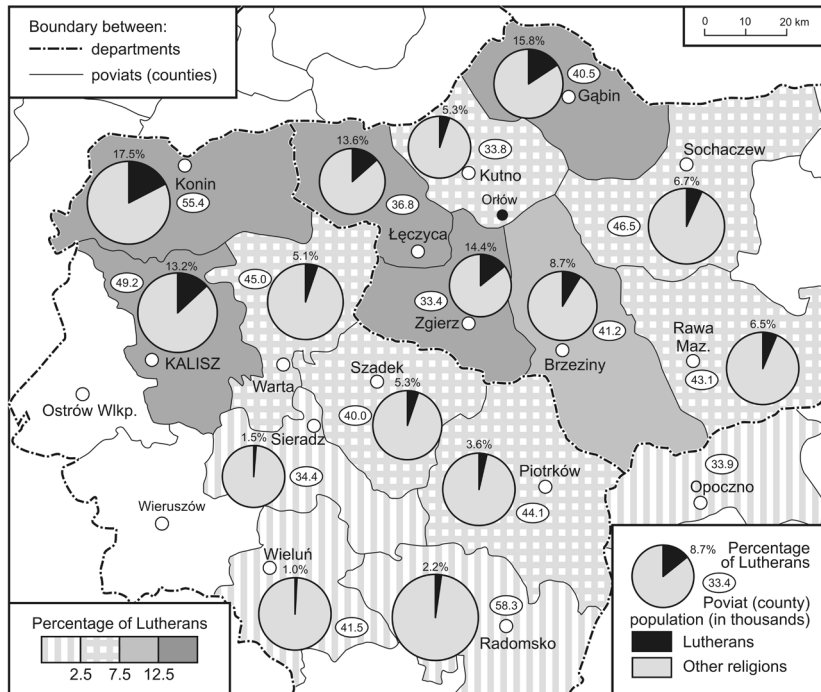 Boundary between:
departments
poviats (counties)
0 10 20 km
15.8%
40.5
Gąbin
5.3%
33.8
Kutno
Orłów
13.6%
36.8
Łęczyca
17.5%
Konin
55.4
Sochaczew
6.7%
46.5
49.2
13.2%
KALISZ
45.0
5.1%
Warta
14.4%
33.4
Zgierz
8.7%
41.2
Brzeziny
Rawa
Maz.
43.1
6.5%
Ostrów Wlkp.
Szadek
5.3%
40.0
1.5%
Sieradz
34.4
3.6%
Piotrków
44.1
33.9
Opoczno
Wieruszów
Wieluń
1.0%
41.5
2.2%
58.3
Radomsko
Percentage of Lutherans
2.5 7.5 12.5
8.7%
Percentage
of Lutherans
33.4
Poviat (county)
population (in thousands)
Lutherans
Other religions